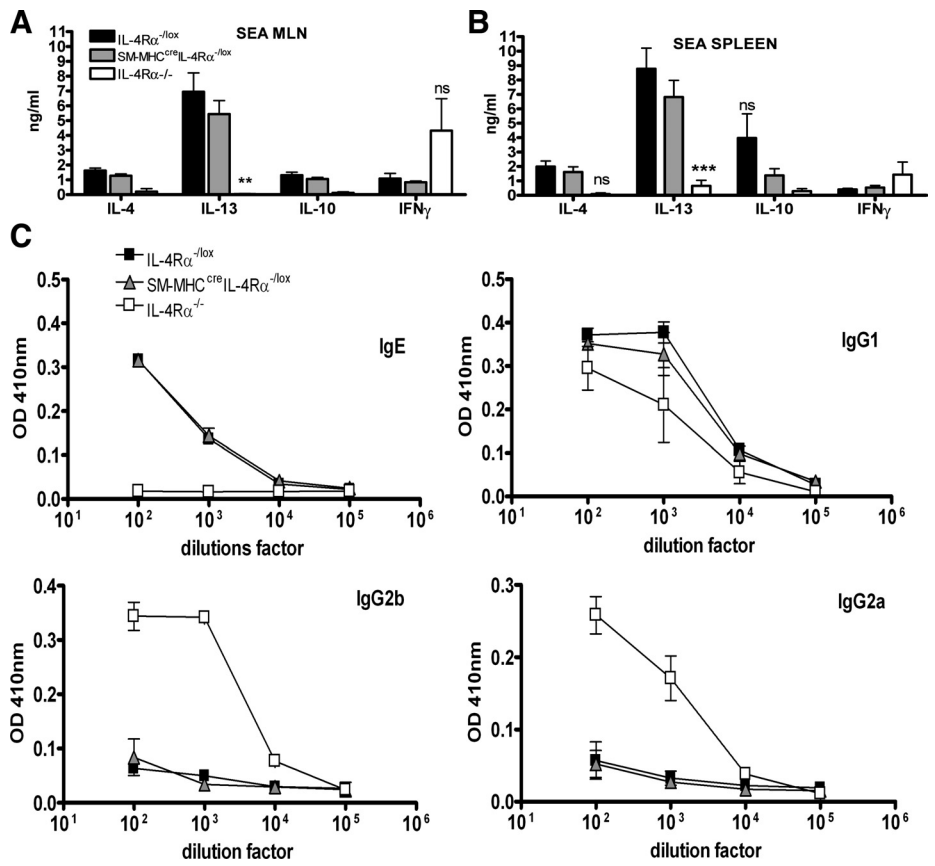 A
SEA MLN
11
10
9
8
7
6
5
4
3
2
1
0
ng/ml
IL-4Rα-/lox
SM-MHCcreIL-4Rα-/lox
IL-4Rα-/-
**
ns
IL-4 IL-13 IL-10 IFNγ
B
SEA SPLEEN
11
10
9
8
7
6
5
4
3
2
1
0
ng/ml
ns
***
ns
IL-4 IL-13 IL-10 IFNγ
C
IL-4Rα-/lox
SM-MHCcreIL-4Rα-/lox
IL-4Rα-/-
IgE
0.5
0.4
0.3
0.2
0.1
0.0
OD 410nm
10^1 10^2 10^3 10^4 10^5 10^6
dilutions factor
IgG1
0.5
0.4
0.3
0.2
0.1
0.0
OD 410nm
10^1 10^2 10^3 10^4 10^5 10^6
dilution factor
IgG2b
0.4
0.3
0.2
0.1
0.0
OD 410nm
10^1 10^2 10^3 10^4 10^5 10^6
dilution factor
IgG2a
0.3
0.2
0.1
0.0
OD 410nm
10^1 10^2 10^3 10^4 10^5 10^6
dilution factor